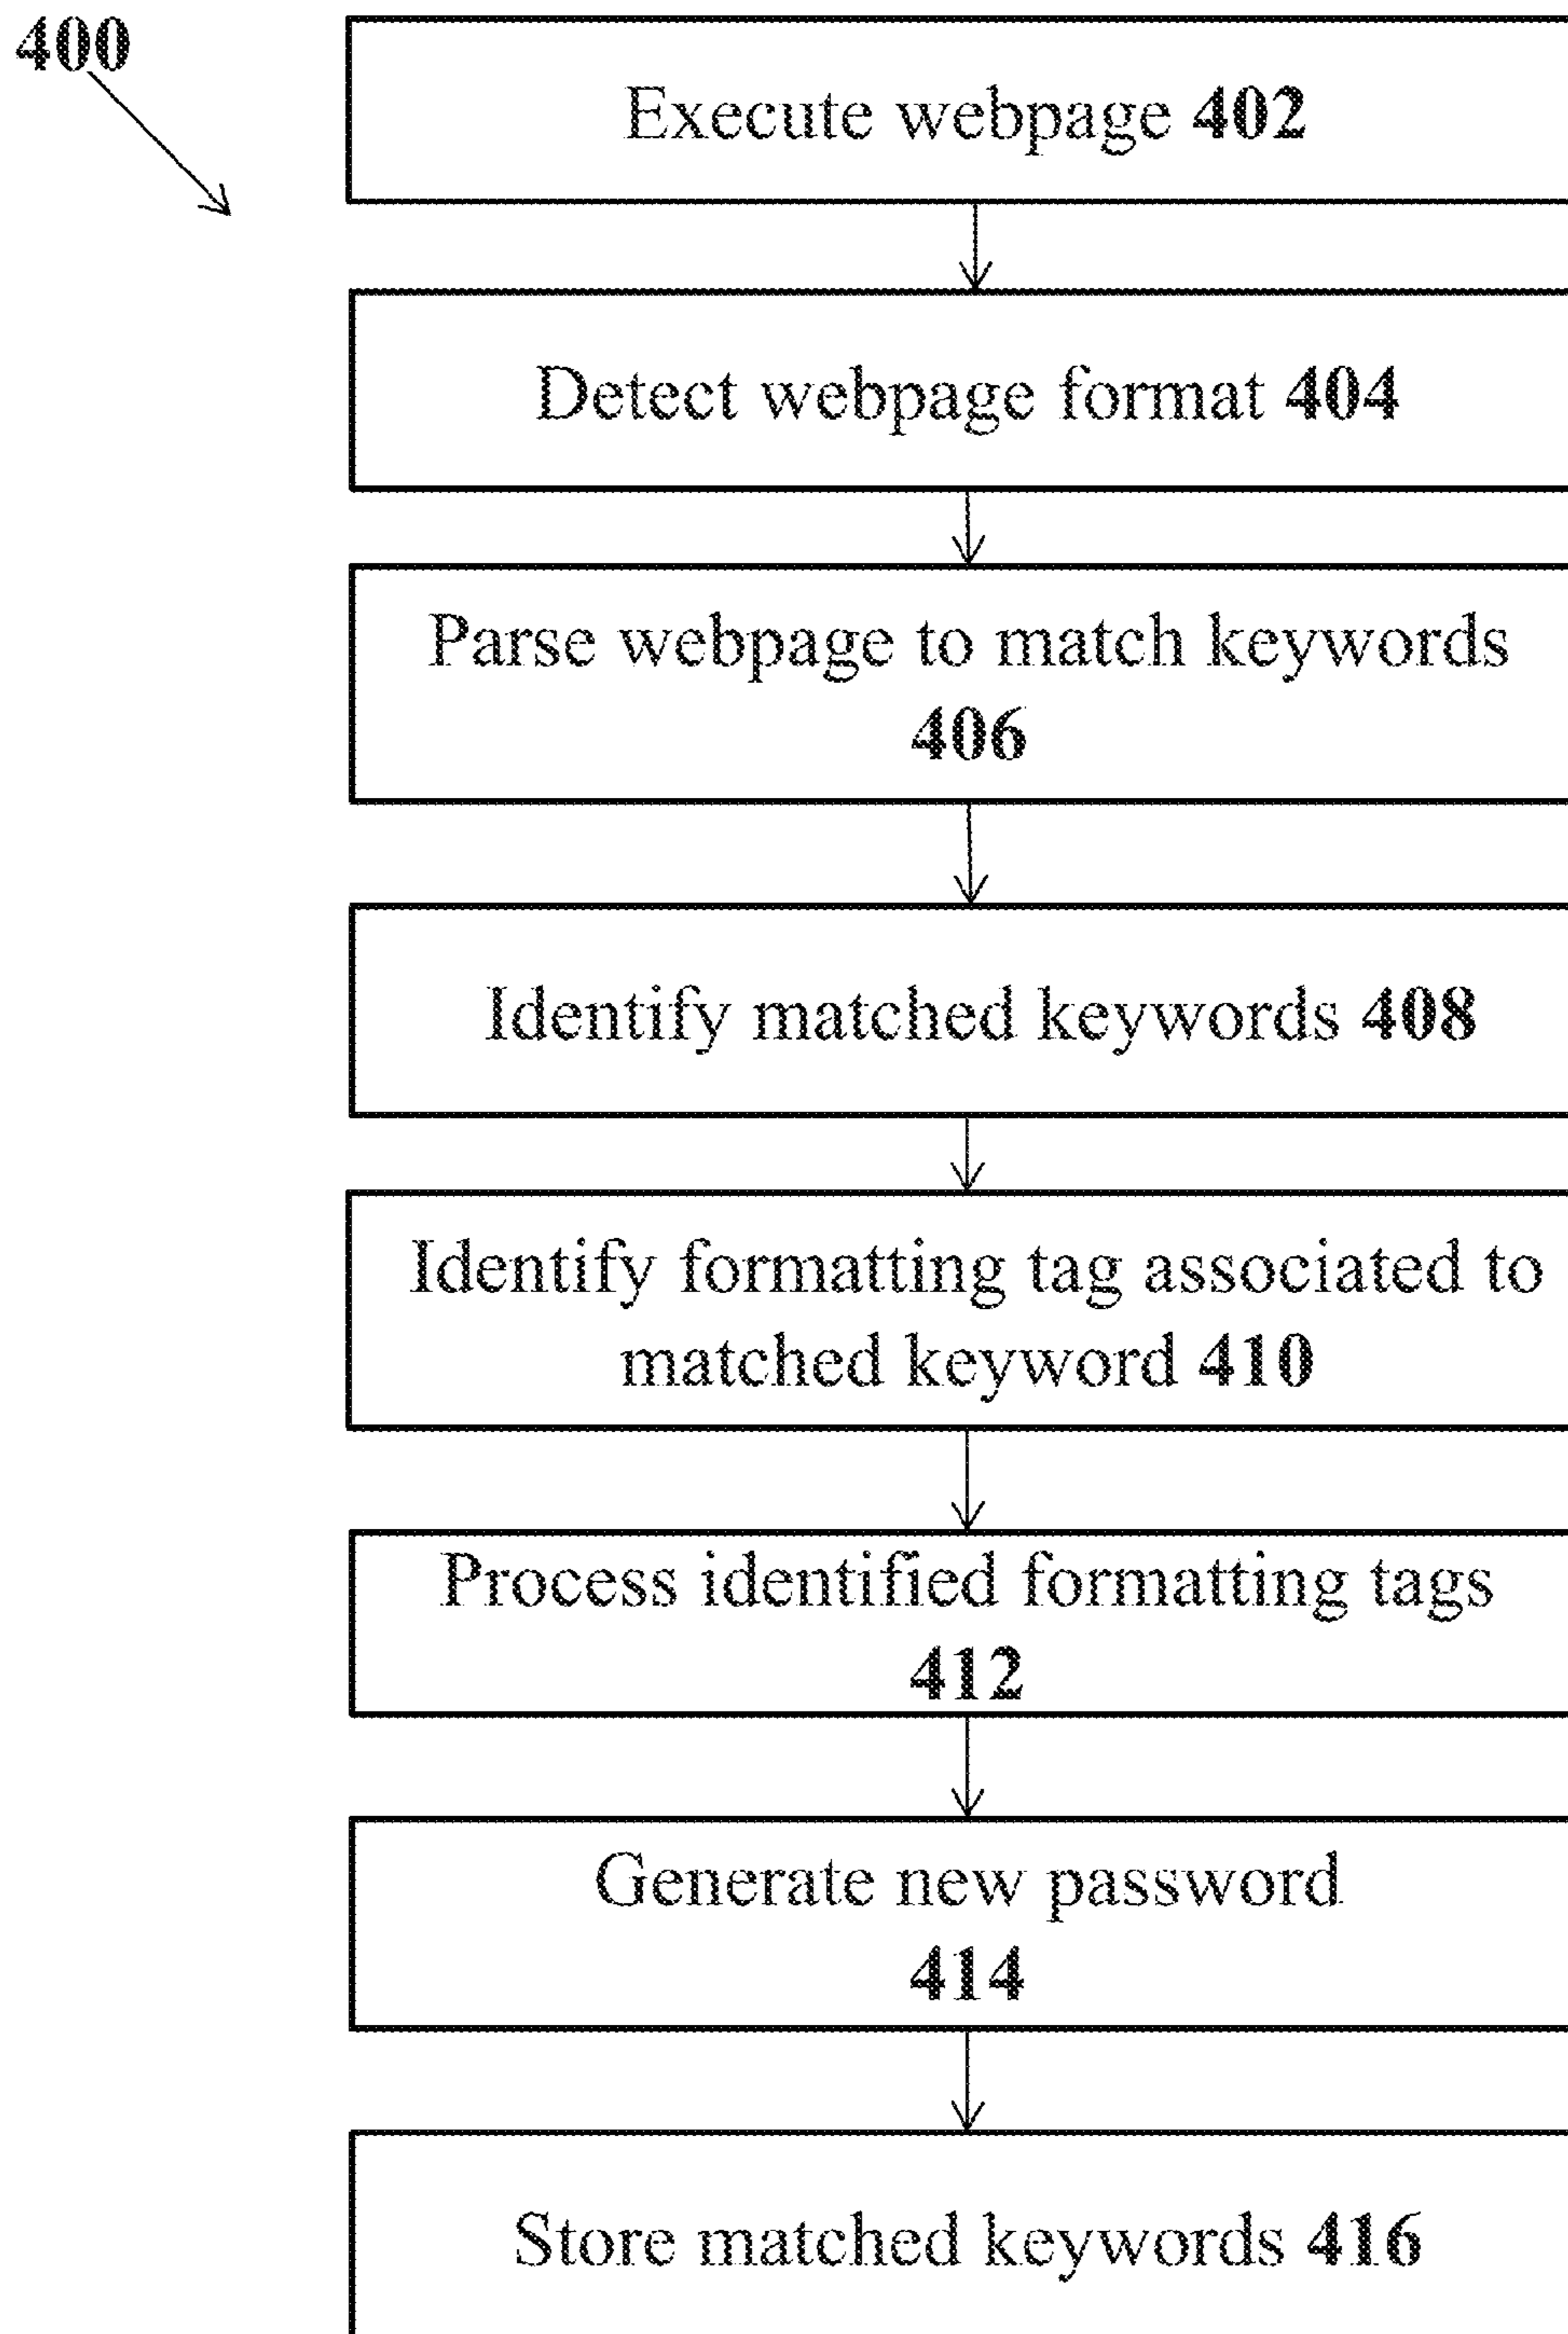 400
Execute webpage 402
Detect webpage format 404
Parse webpage to match keywords
406
Identify matched keywords 408
Identify formatting tag associated to
matched keyword 410
Process identified formatting tags
412
Generate new password
414
Store matched keywords 416